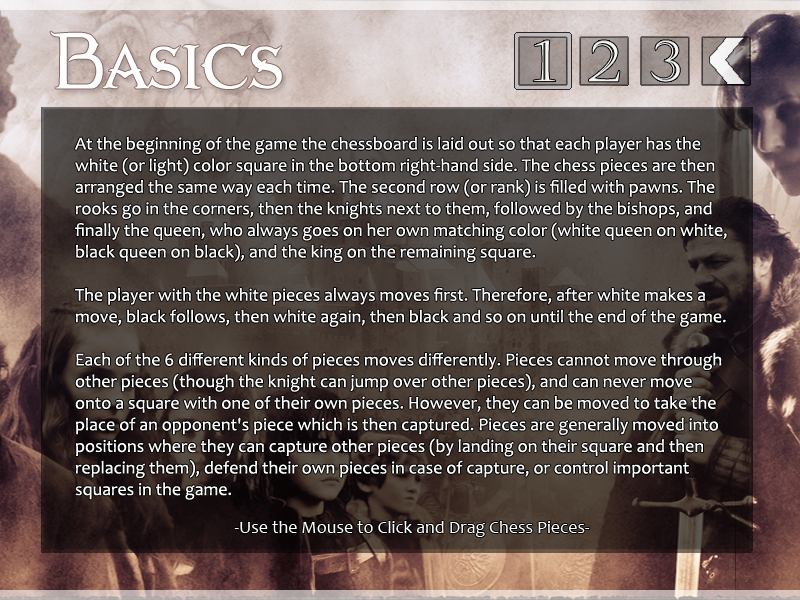 Basics
1 2 3
At the beginning of the game the chessboard is laid out so that each player has the
white (or light) color square in the bottom right-hand side. The chess pieces are then
arranged the same way each time. The second row (or rank) is filled with pawns. The
rooks go in the corners, then the knights next to them, followed by the bishops, and
finally the queen, who always goes on her own matching color (white queen on white,
black queen on black), and the king on the remaining square.
The player with the white pieces always moves first. Therefore, after white makes a
move, black follows, then white again, then black and so on until the end of the game.
Each of the 6 different kinds of pieces moves differently. Pieces cannot move through
other pieces (though the knight can jump over other pieces), and can never move
onto a square with one of their own pieces. However, they can be moved to take the
place of an opponent's piece which is then captured. Pieces are generally moved into
positions where they can capture other pieces (by landing on their square and then
replacing them), defend their own pieces in case of capture, or control important
squares in the game.
-Use the Mouse to Click and Drag Chess Pieces-